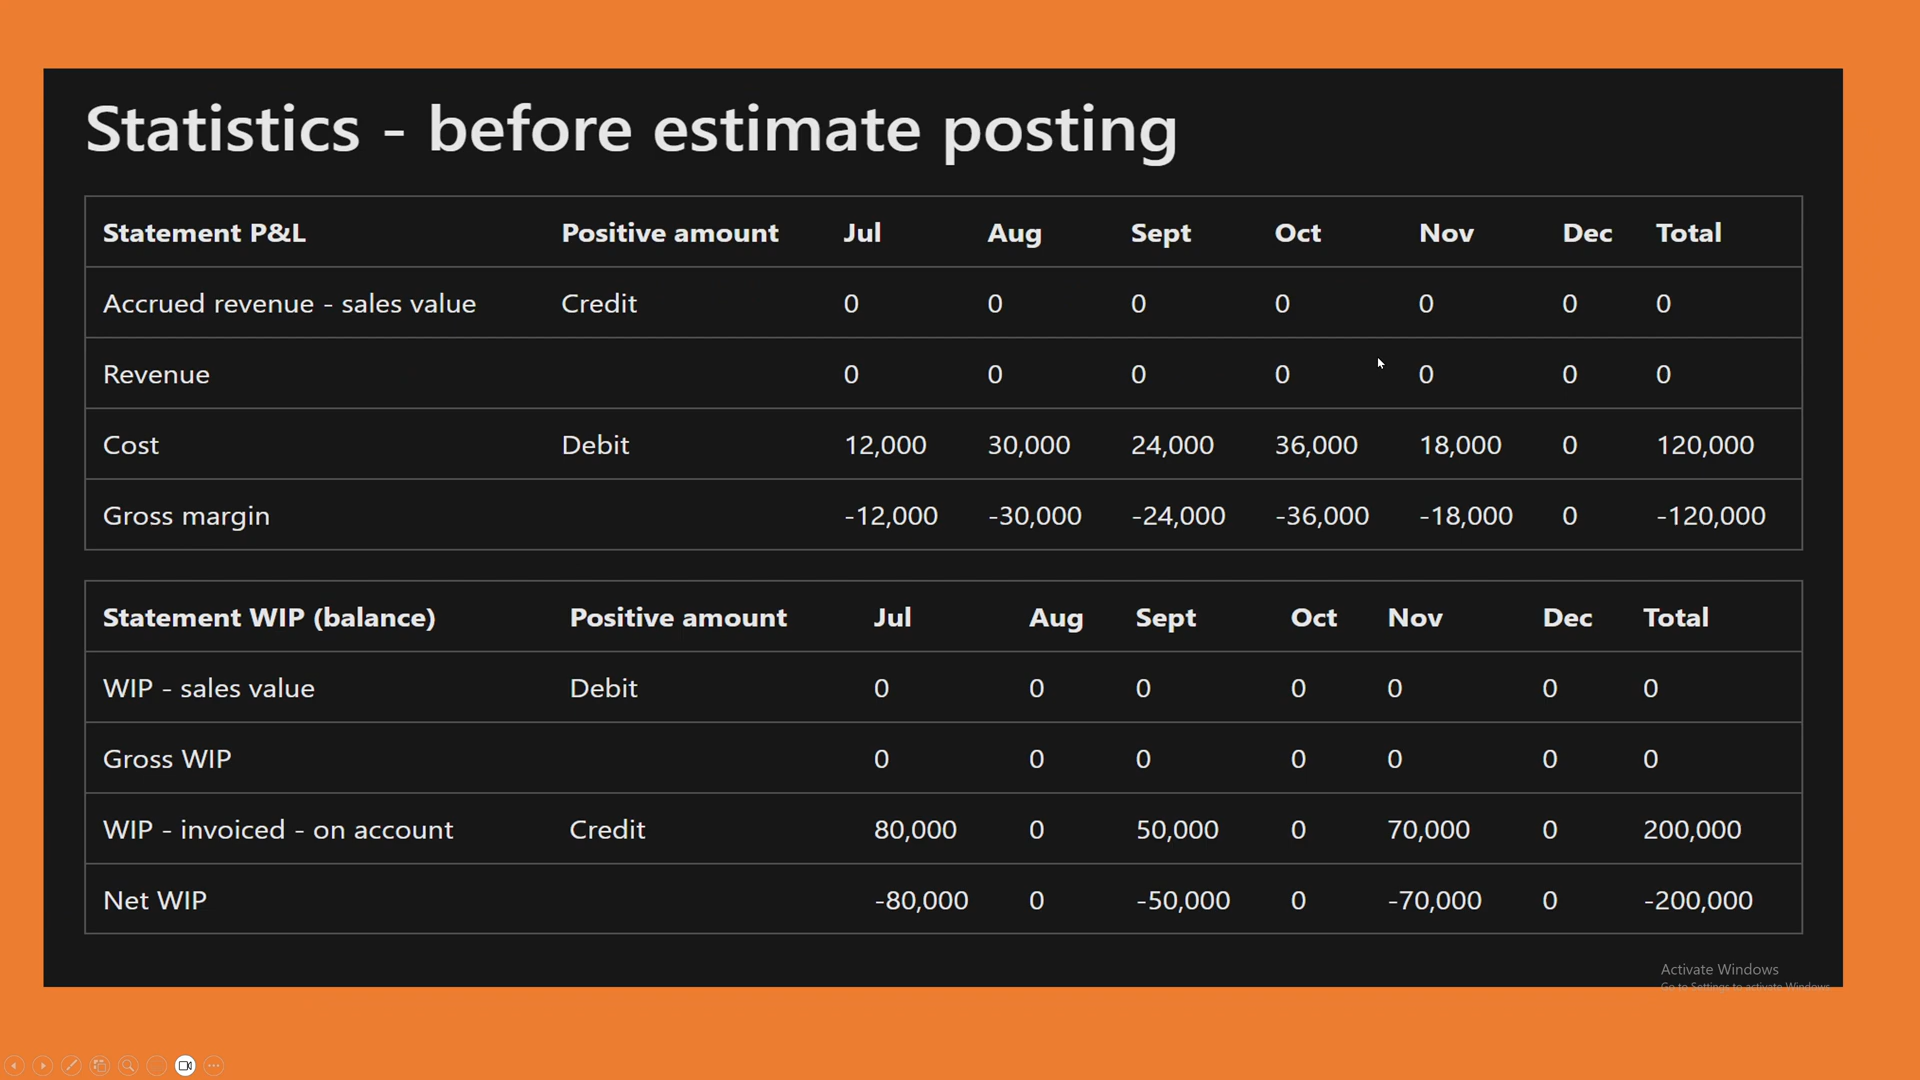 Statistics - before estimate posting
Statement P&L Positive amount Jul Aug Sept Oct Nov Dec Total
Accrued revenue - sales value Credit 0 0 0 0 0 0 0
Revenue 0 0 0 0 0 0 0
Cost Debit 12,000 30,000 24,000 36,000 18,000 0 120,000
Gross margin -12,000 -30,000 -24,000 -36,000 -18,000 0 -120,000
Statement WIP (balance) Positive amount Jul Aug Sept Oct Nov Dec Total
WIP - sales value Debit 0 0 0 0 0 0 0
Gross WIP 0 0 0 0 0 0 0
WIP - invoiced - on account Credit 80,000 0 50,000 0 70,000 0 200,000
Net WIP -80,000 0 -50,000 0 -70,000 0 -200,000
Activate Windows
Go to Settings to activate Windows.